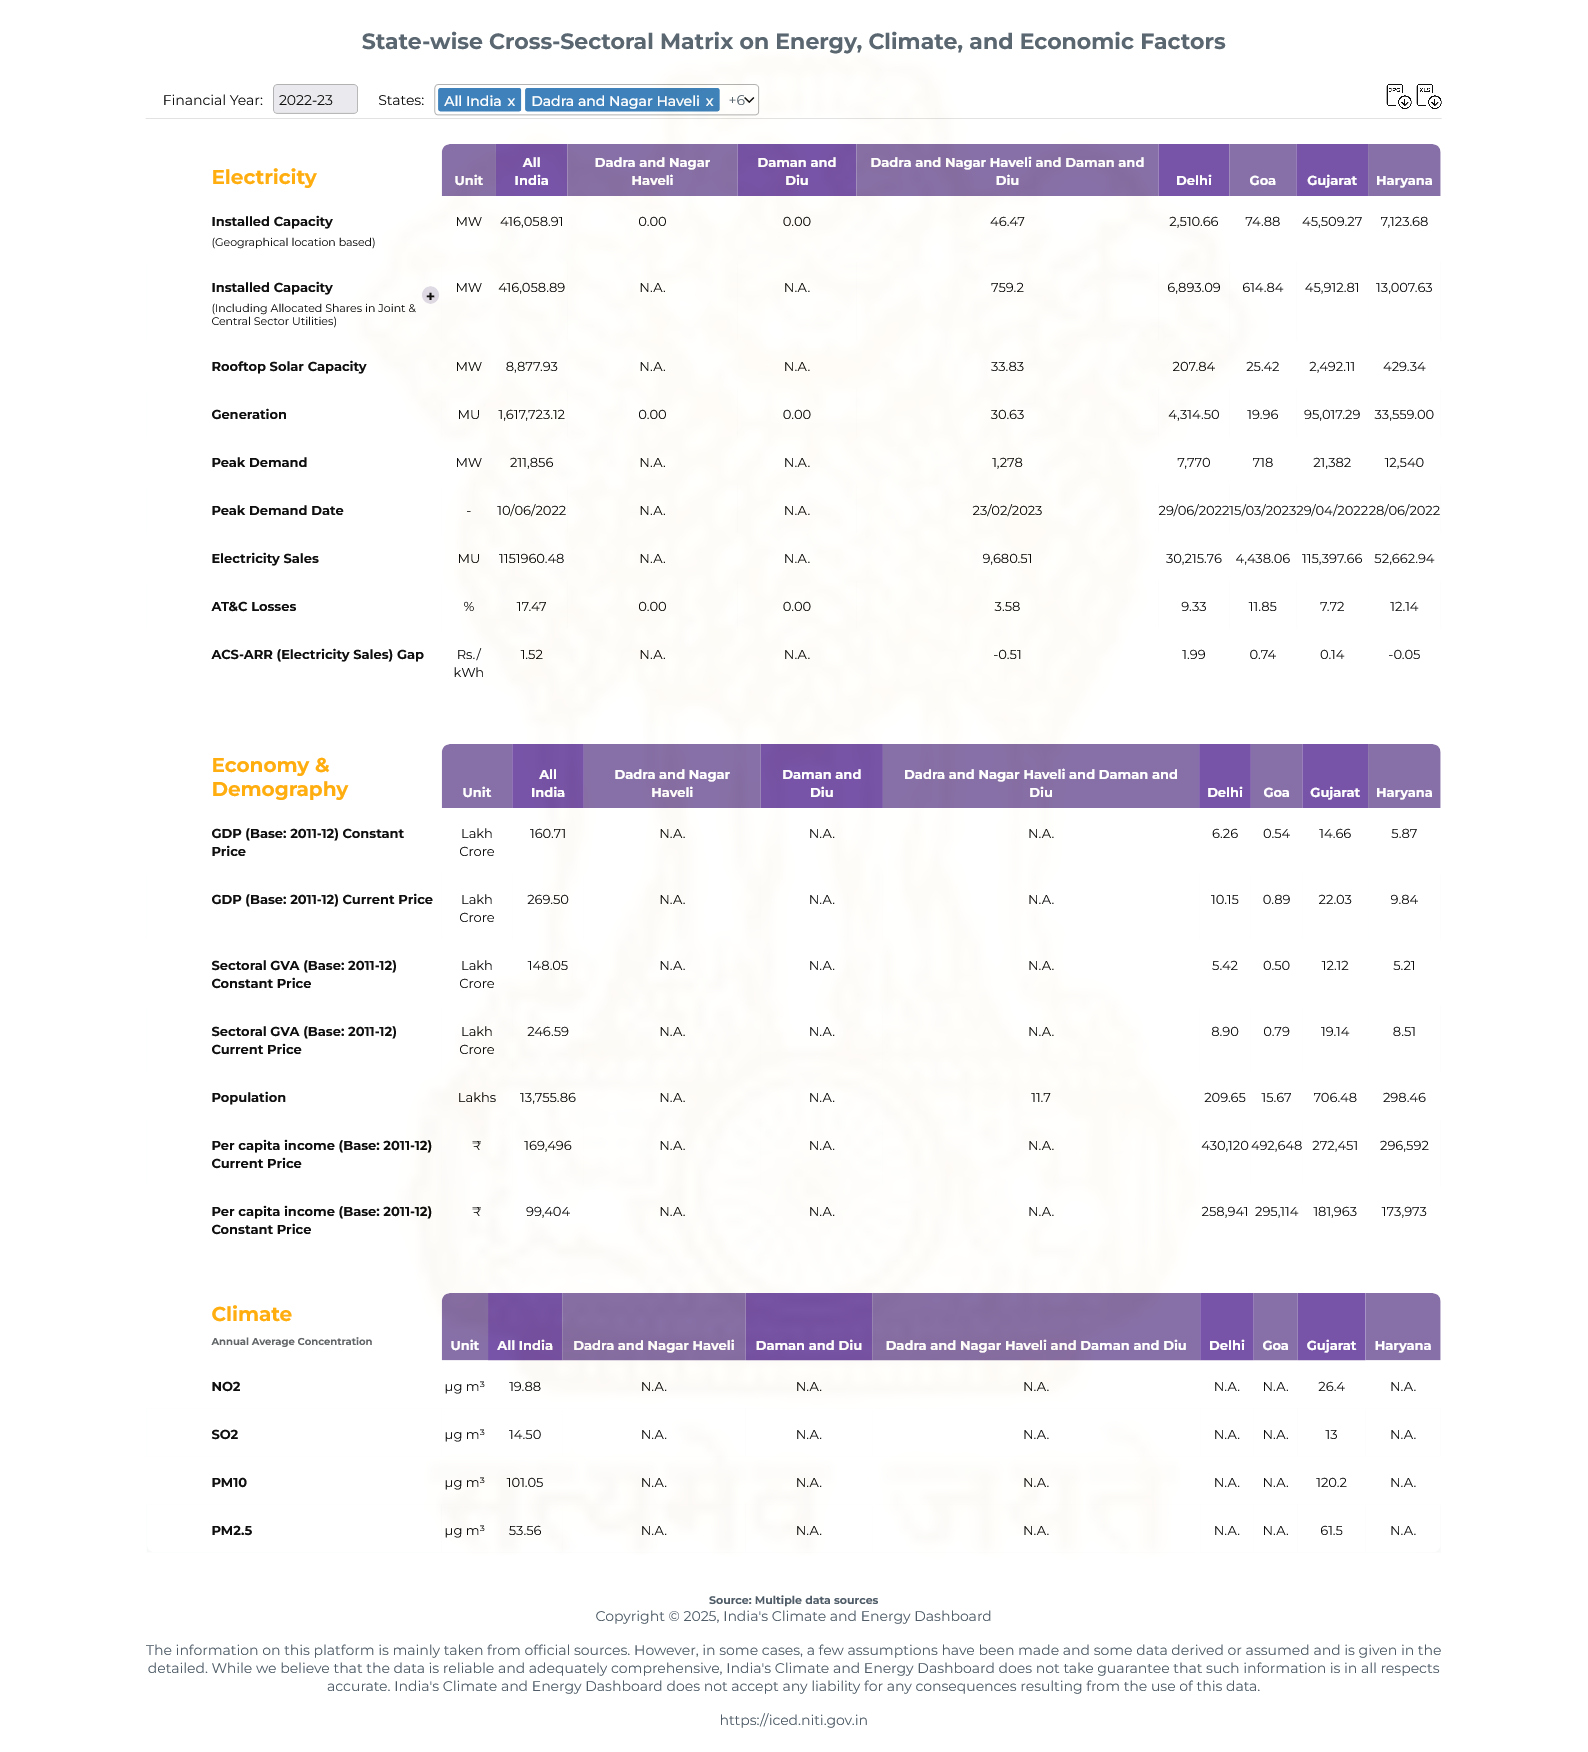 State-wise Cross-Sectoral Matrix on Energy, Climate, and Economic Factors
Financial Year: 2022-23 States: All India x Dadra and Nagar Haveli x +6
Electricity Unit All India Dadra and Nagar Haveli Daman and Diu Dadra and Nagar Haveli and Daman and Diu Delhi Goa Gujarat Haryana
Installed Capacity MW 416,058.91 0.00 0.00 46.47 2,510.66 74.88 45,509.27 7,123.68
(Geographical location based)
Installed Capacity + MW 416,058.89 N.A. N.A. 759.2 6,893.09 614.84 45,912.81 13,007.63
(Including Allocated Shares in Joint &
Central Sector Utilities)
Rooftop Solar Capacity MW 8,877.93 N.A. N.A. 33.83 207.84 25.42 2,492.11 429.34
Generation MU 1,617,723.12 0.00 0.00 30.63 4,314.50 19.96 95,017.29 33,559.00
Peak Demand MW 211,856 N.A. N.A. 1,278 7,770 718 21,382 12,540
Peak Demand Date - 10/06/2022 N.A. N.A. 23/02/2023 29/06/2022 15/03/2023 29/04/2022 28/06/2022
Electricity Sales MU 1151960.48 N.A. N.A. 9,680.51 30,215.76 4,438.06 115,397.66 52,662.94
AT&C Losses % 17.47 0.00 0.00 3.58 9.33 11.85 7.72 12.14
ACS-ARR (Electricity Sales) Gap Rs./ 1.52 N.A. N.A. -0.51 1.99 0.74 0.14 -0.05
kWh
Economy &
Demography Unit All India Dadra and Nagar Haveli Daman and Diu Dadra and Nagar Haveli and Daman and Diu Delhi Goa Gujarat Haryana
GDP (Base: 2011-12) Constant Lakh 160.71 N.A. N.A. N.A. 6.26 0.54 14.66 5.87
Price Crore
GDP (Base: 2011-12) Current Price Lakh 269.50 N.A. N.A. N.A. 10.15 0.89 22.03 9.84
Crore
Sectoral GVA (Base: 2011-12) Lakh 148.05 N.A. N.A. N.A. 5.42 0.50 12.12 5.21
Constant Price Crore
Sectoral GVA (Base: 2011-12) Lakh 246.59 N.A. N.A. N.A. 8.90 0.79 19.14 8.51
Current Price Crore
Population Lakhs 13,755.86 N.A. N.A. 11.7 209.65 15.67 706.48 298.46
Per capita income (Base: 2011-12) ₹ 169,496 N.A. N.A. N.A. 430,120 492,648 272,451 296,592
Current Price
Per capita income (Base: 2011-12) ₹ 99,404 N.A. N.A. N.A. 258,941 295,114 181,963 173,973
Constant Price
Climate
Annual Average Concentration Unit All India Dadra and Nagar Haveli Daman and Diu Dadra and Nagar Haveli and Daman and Diu Delhi Goa Gujarat Haryana
NO2 µg m³ 19.88 N.A. N.A. N.A. N.A. N.A. 26.4 N.A.
SO2 µg m³ 14.50 N.A. N.A. N.A. N.A. N.A. 13 N.A.
PM10 µg m³ 101.05 N.A. N.A. N.A. N.A. N.A. 120.2 N.A.
PM2.5 µg m³ 53.56 N.A. N.A. N.A. N.A. N.A. 61.5 N.A.
सत्यमेव जयते
Source: Multiple data sources
Copyright © 2025, India's Climate and Energy Dashboard
The information on this platform is mainly taken from official sources. However, in some cases, a few assumptions have been made and some data derived or assumed and is given in the
detailed. While we believe that the data is reliable and adequately comprehensive, India's Climate and Energy Dashboard does not take guarantee that such information is in all respects
accurate. India's Climate and Energy Dashboard does not accept any liability for any consequences resulting from the use of this data.
https://iced.niti.gov.in